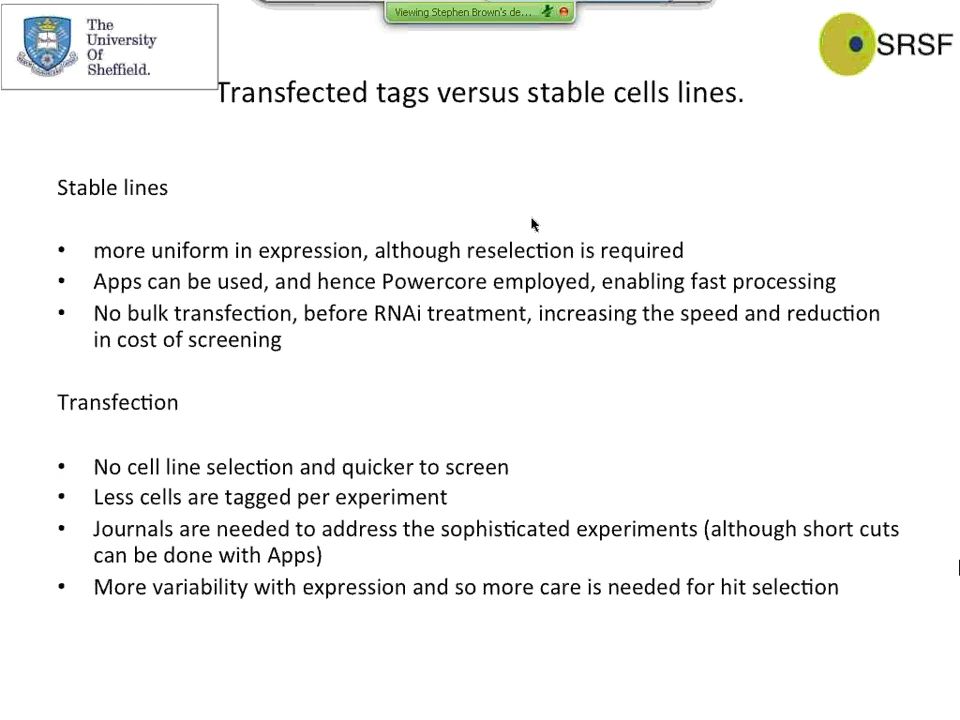 Viewing Stephen Brown's de...
The
University
Of
Sheffield.
SRSF
Transfected tags versus stable cells lines.
Stable lines
• more uniform in expression, although reselection is required
• Apps can be used, and hence Powercore employed, enabling fast processing
• No bulk transfection, before RNAi treatment, increasing the speed and reduction
in cost of screening
Transfection
• No cell line selection and quicker to screen
• Less cells are tagged per experiment
• Journals are needed to address the sophisticated experiments (although short cuts
can be done with Apps)
• More variability with expression and so more care is needed for hit selection